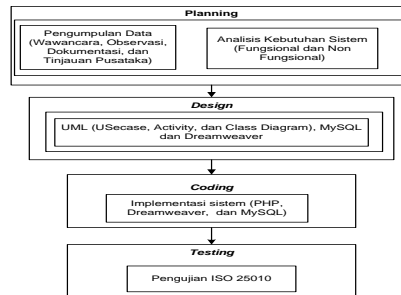 Planning
Pengumpulan Data
(Wawancara, Observasi,
Dokumentasi, dan
Tinjauan Pusataka)
Analisis Kebutuhan Sistem
(Fungsional dan Non
Fungsional)
Design
UML (USecase, Activity, dan Class Diagram), MySQL
dan Dreamweaver
Coding
Implementasi sistem (PHP,
Dreamweaver, dan MySQL)
Testing
Pengujian ISO 25010